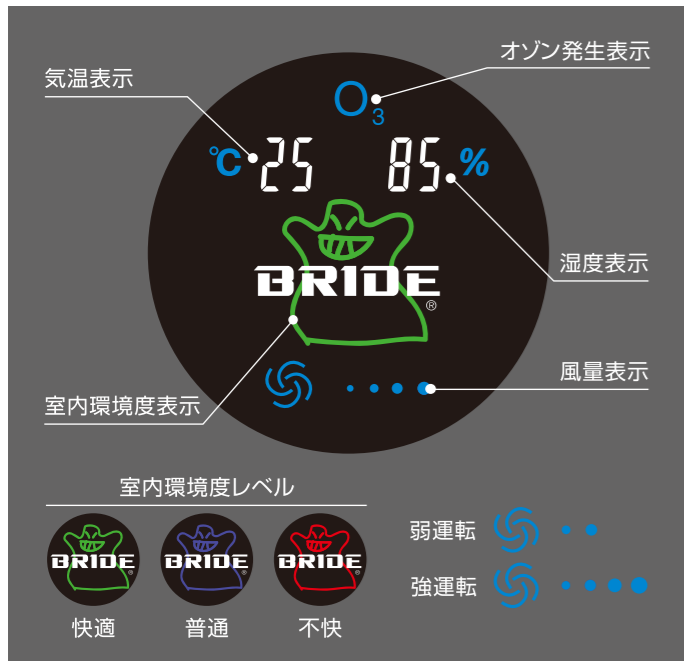 オゾン発生表示
気温表示
O₃
℃ 25 85 %
BRIDE
®
湿度表示
風量表示
室内環境度表示
室内環境度レベル
BRIDE® BRIDE® BRIDE®
快適 普通 不快
弱運転
強運転